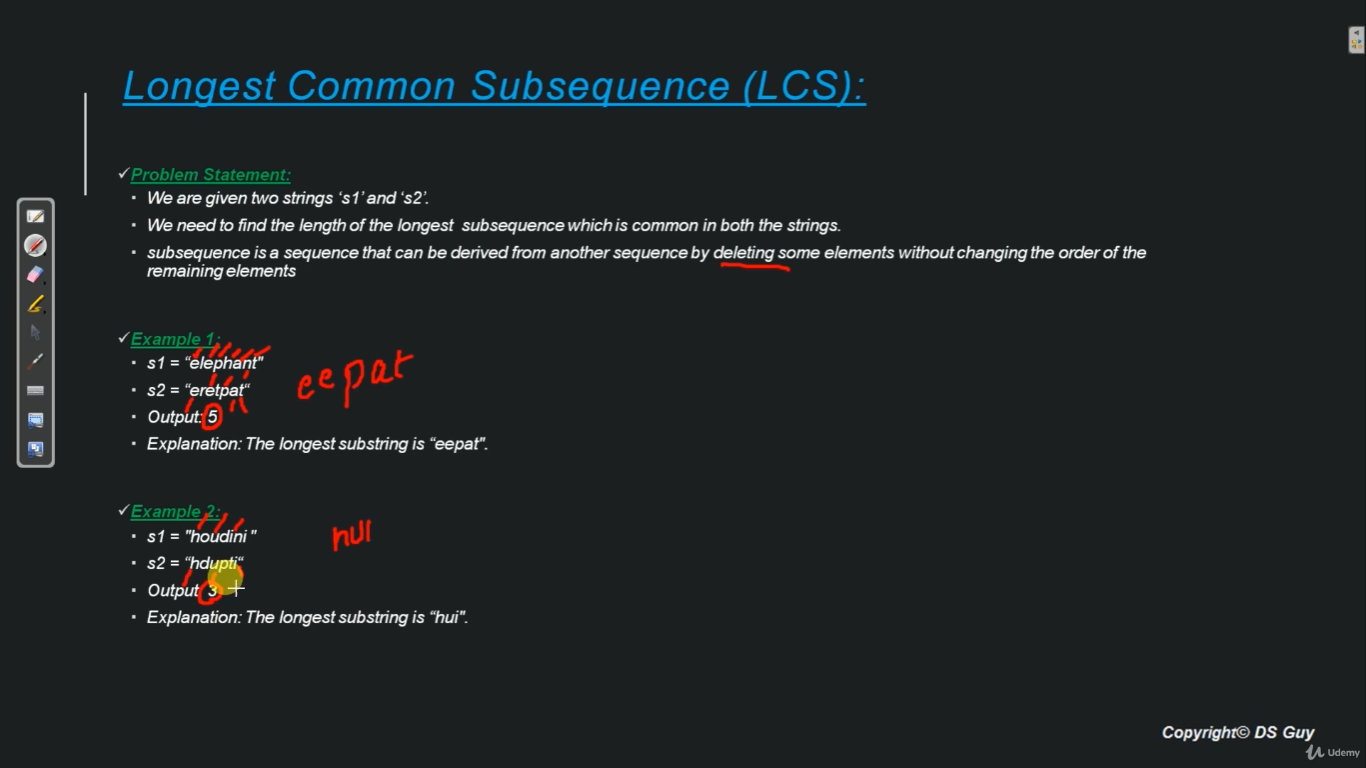 Longest Common Subsequence (LCS):
✓Problem Statement:
▪ We are given two strings ‘s1’ and ‘s2’.
▪ We need to find the length of the longest subsequence which is common in both the strings.
▪ subsequence is a sequence that can be derived from another sequence by deleting some elements without changing the order of the
remaining elements
✓Example 1:
▪ s1 = “elephant"
▪ s2 = “eretpat“
eepat
▪ Output: 5
▪ Explanation: The longest substring is “eepat".
✓Example 2:
▪ s1 = "houdini "
hui
▪ s2 = “hdupti“
▪ Output: 3
▪ Explanation: The longest substring is “hui".
Copyright© DS Guy
Udemy